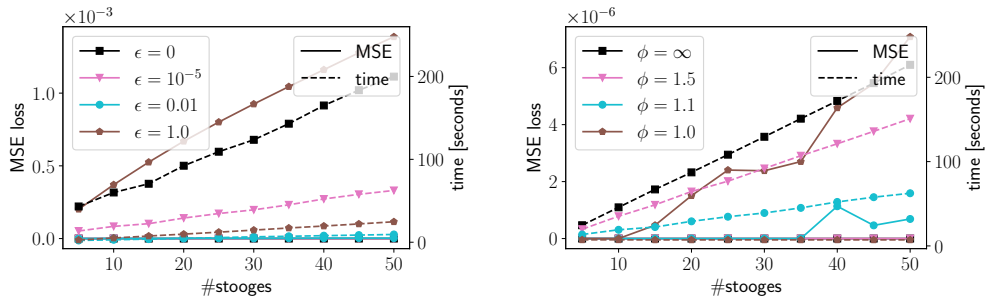 ×10⁻³
ϵ = 0
ϵ = 10⁻⁵
ϵ = 0.01
ϵ = 1.0
MSE
time
0.0
0.5
1.0
MSE loss
0
100
200
time [seconds]
10
20
30
40
50
#stooges
×10⁻⁶
ϕ = ∞
ϕ = 1.5
ϕ = 1.1
ϕ = 1.0
MSE
time
0
2
4
6
MSE loss
0
100
200
time [seconds]
10
20
30
40
50
#stooges